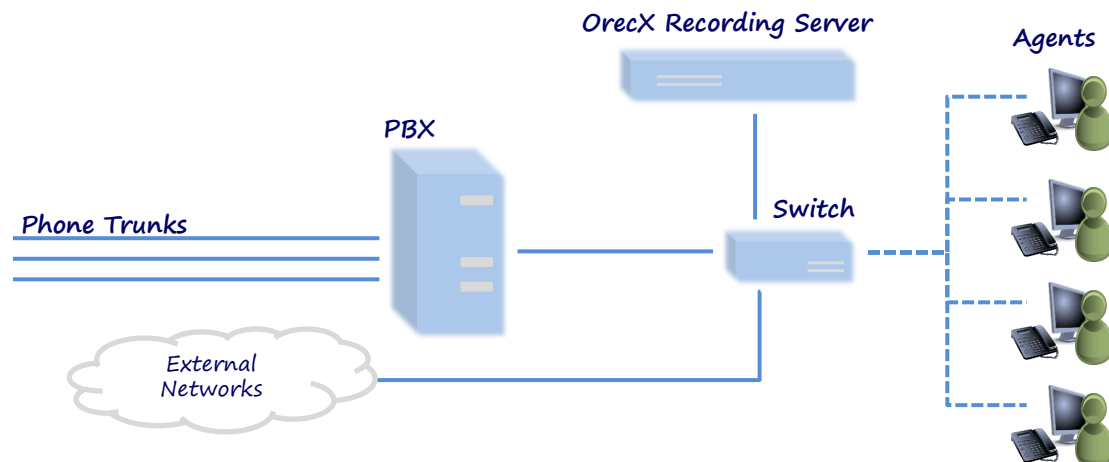 OrecX Recording Server
Agents
PBX
Switch
Phone Trunks
External
Networks